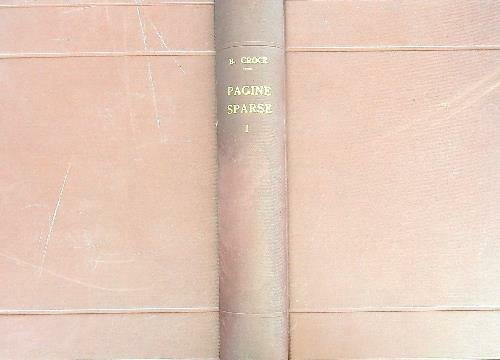 B. CROCE
PAGINE
SPARSE
I